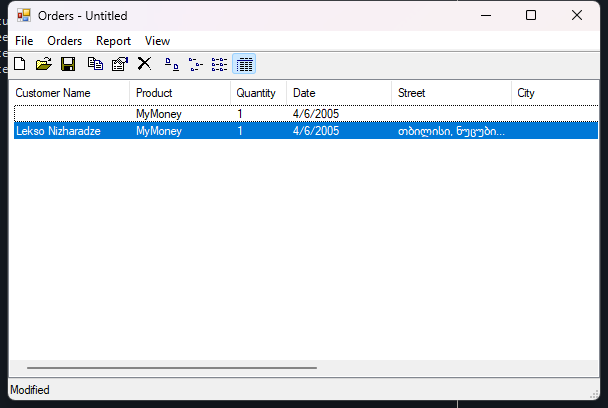 Orders - Untitled
File Orders Report View
Customer Name Product Quantity Date Street City
MyMoney 1 4/6/2005
Lekso Nizharadze MyMoney 1 4/6/2005 თბილისი, ნუცუბი...
Modified